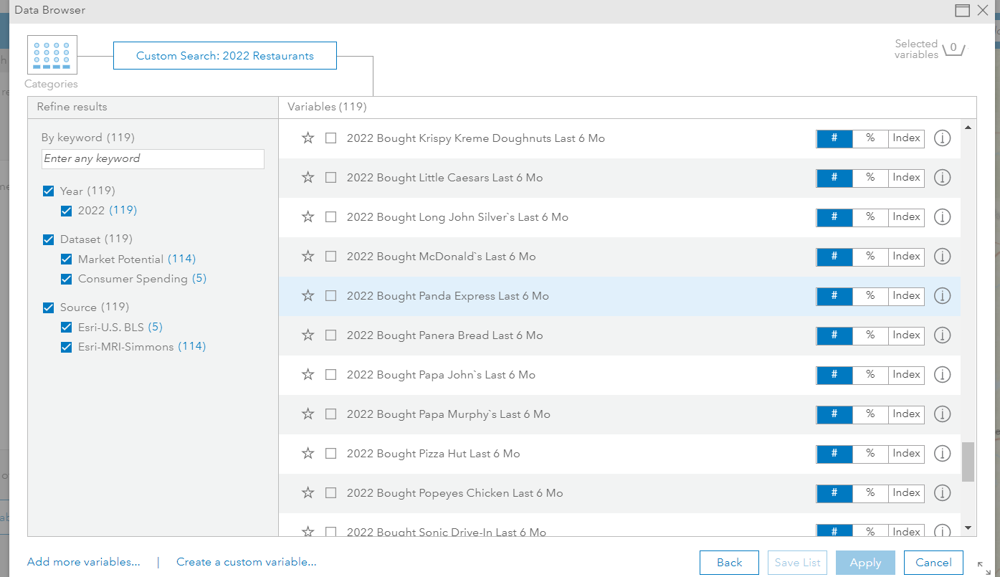 Data Browser
Custom Search: 2022 Restaurants
Selected variables 0
Categories
Refine results
Variables (119)
By keyword (119)
Enter any keyword
Year (119)
2022 (119)
Dataset (119)
Market Potential (114)
Consumer Spending (5)
Source (119)
Esri-U.S. BLS (5)
Esri-MRI-Simmons (114)
2022 Bought Krispy Kreme Doughnuts Last 6 Mo # % Index
2022 Bought Little Caesars Last 6 Mo # % Index
2022 Bought Long John Silver`s Last 6 Mo # % Index
2022 Bought McDonald`s Last 6 Mo # % Index
2022 Bought Panda Express Last 6 Mo # % Index
2022 Bought Panera Bread Last 6 Mo # % Index
2022 Bought Papa John`s Last 6 Mo # % Index
2022 Bought Papa Murphy`s Last 6 Mo # % Index
2022 Bought Pizza Hut Last 6 Mo # % Index
2022 Bought Popeyes Chicken Last 6 Mo # % Index
2022 Bought Sonic Drive-In Last 6 Mo # % Index
Add more variables... | Create a custom variable...
Back Save List Apply Cancel